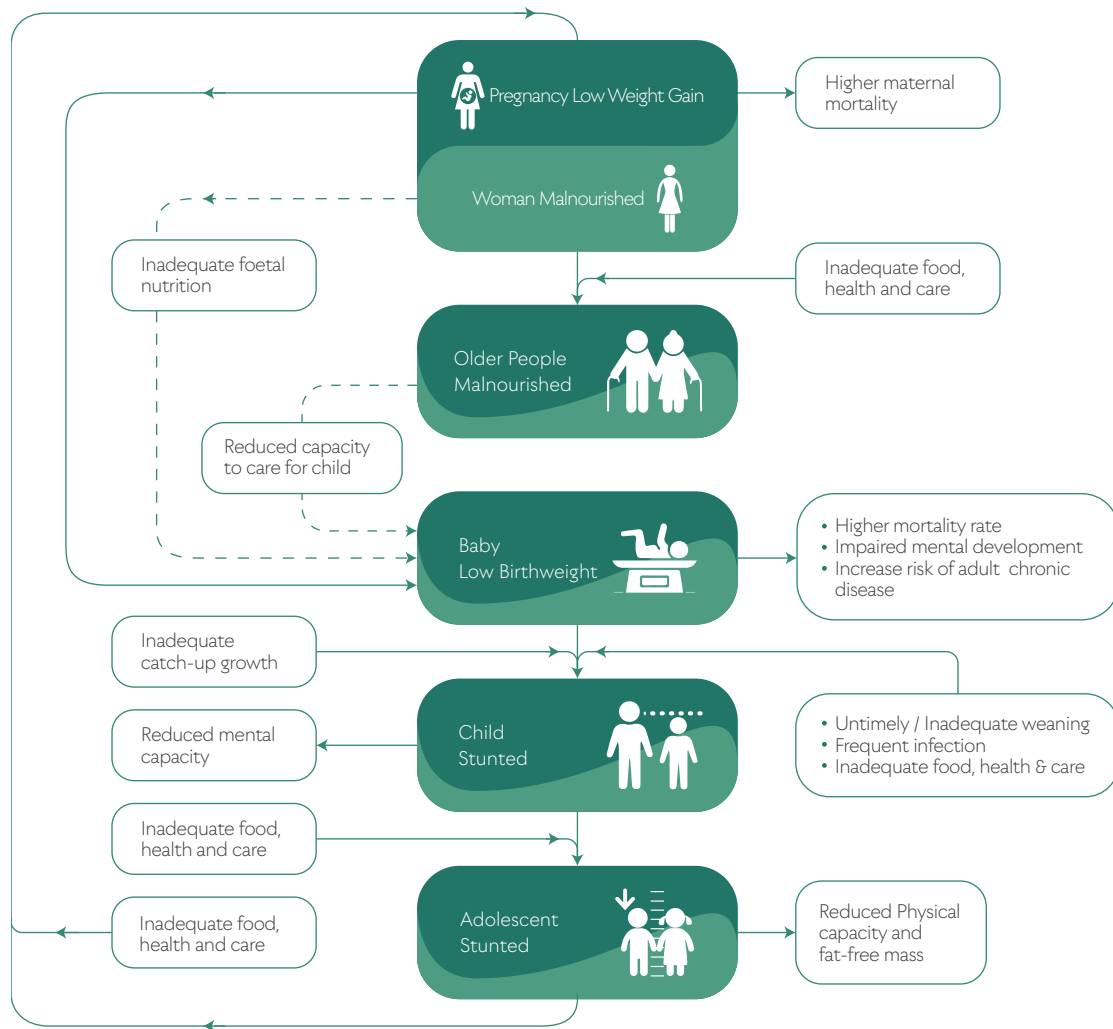 Pregnancy Low Weight Gain
Higher maternal
mortality
Woman Malnourished
Inadequate foetal
nutrition
Inadequate food,
health and care
Older People
Malnourished
Reduced capacity
to care for child
Baby
Low Birthweight
• Higher mortality rate
• Impaired mental development
• Increase risk of adult chronic
disease
Inadequate
catch-up growth
Child
Stunted
Reduced mental
capacity
• Untimely / Inadequate weaning
• Frequent infection
• Inadequate food, health & care
Inadequate food,
health and care
Adolescent
Stunted
Inadequate food,
health and care
Reduced Physical
capacity and
fat-free mass